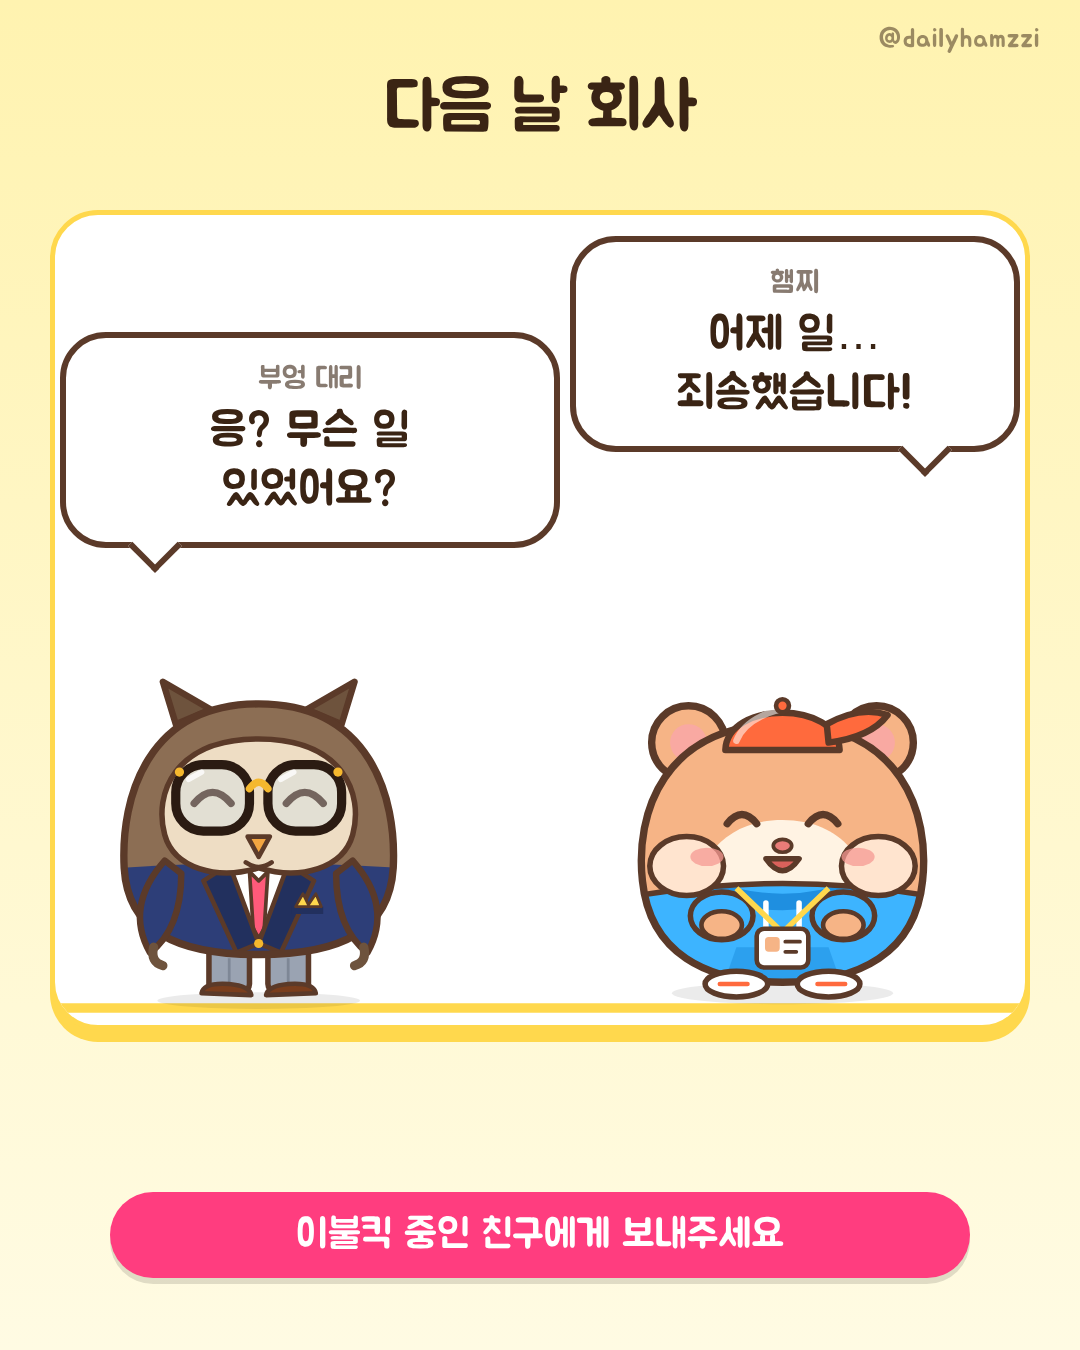 @dailyhamzzi
다음 날 회사
햄찌
어제 일...
죄송했습니다!
부엉 대리
응? 무슨 일
있었어요?
이불킥 중인 친구에게 보내주세요